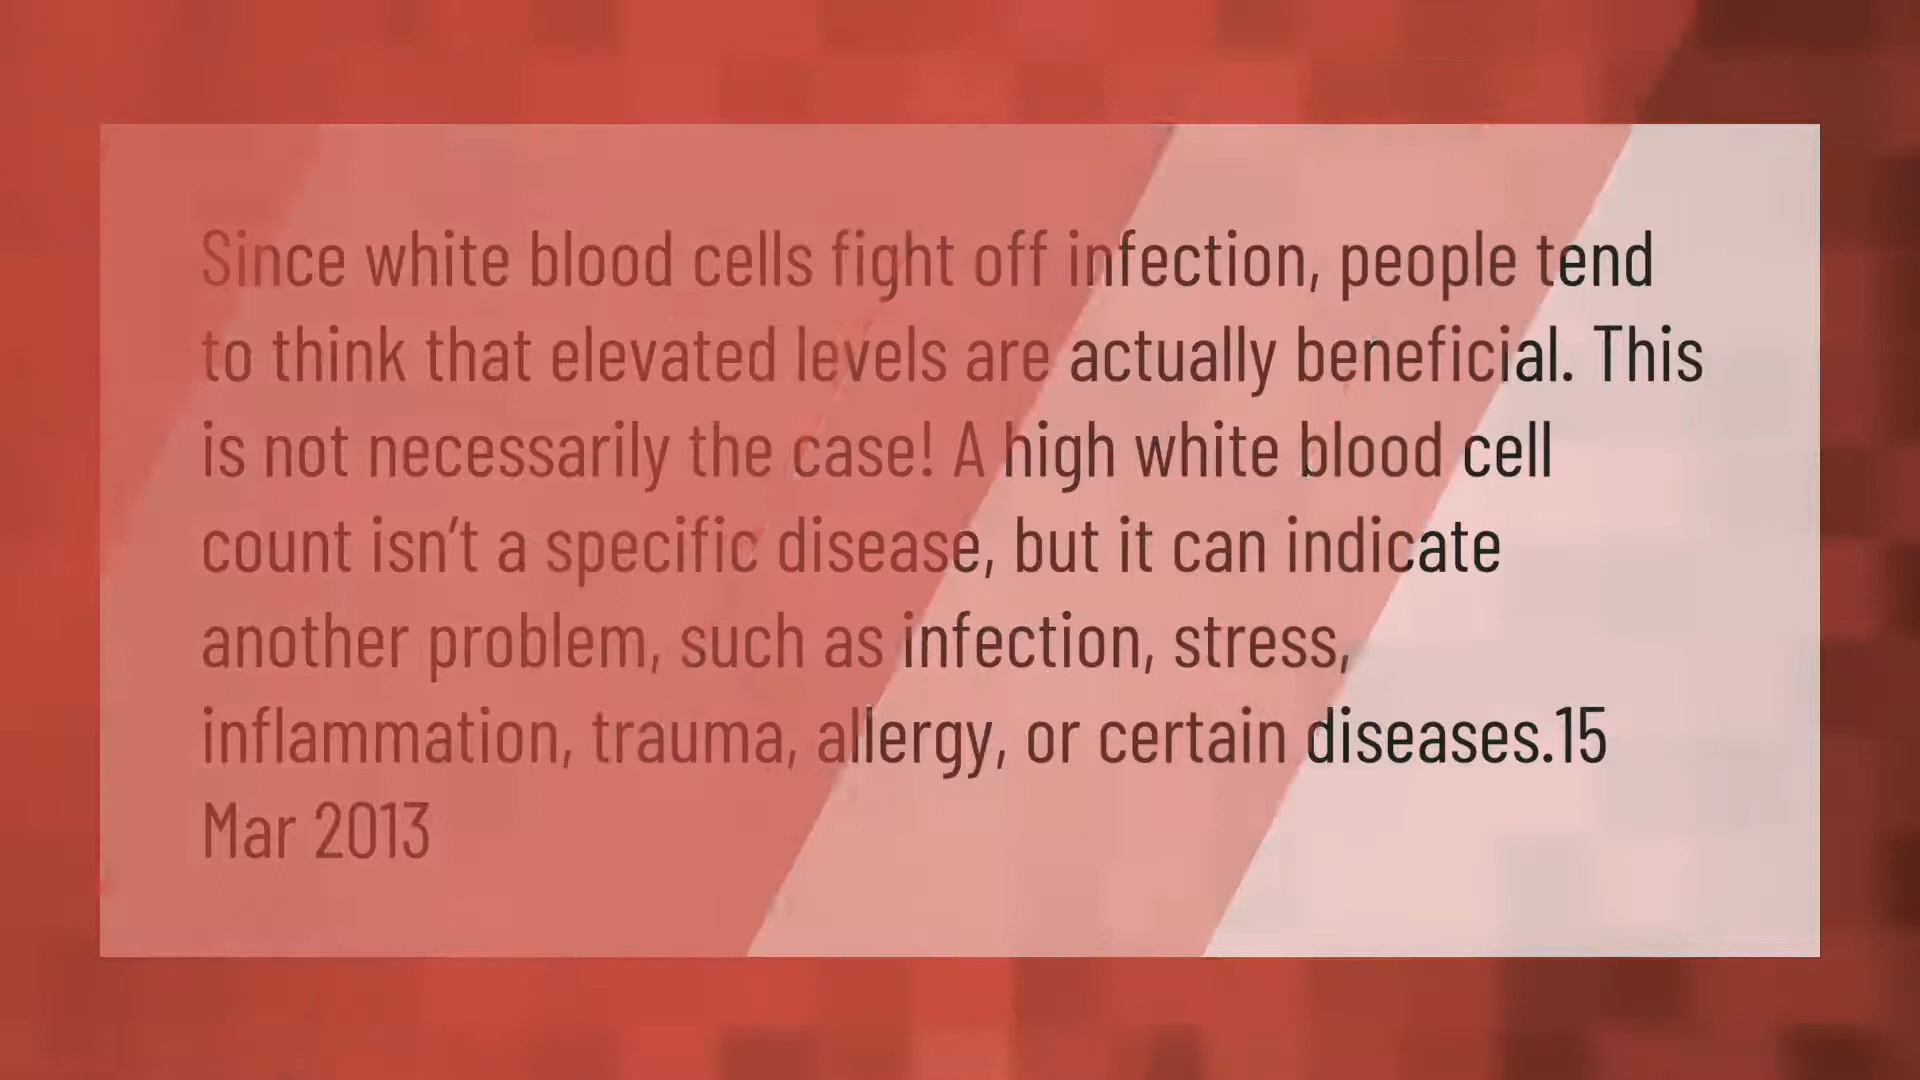 Since white blood cells fight off infection, people tend
to think that elevated levels are actually beneficial. This
is not necessarily the case! A high white blood cell
count isn’t a specific disease, but it can indicate
another problem, such as infection, stress,
inflammation, trauma, allergy, or certain diseases.15
Mar 2013